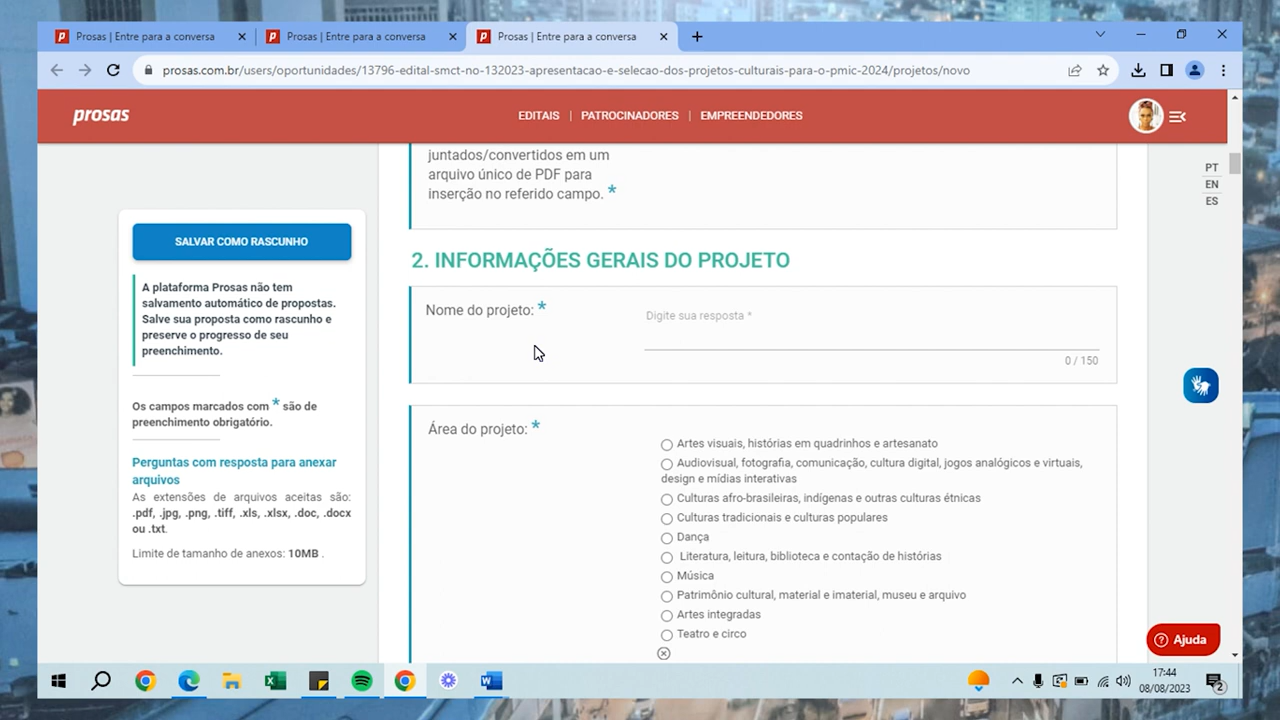 Prosas | Entre para a conversa
Prosas | Entre para a conversa
Prosas | Entre para a conversa
prosas.com.br/users/oportunidades/13796-edital-smct-no-132023-apresentacao-e-selecao-dos-projetos-culturais-para-o-pmic-2024/projetos/novo
prosas
EDITAIS | PATROCINADORES | EMPREENDEDORES
PT
EN
ES
SALVAR COMO RASCUNHO
A plataforma Prosas não tem
salvamento automático de propostas.
Salve sua proposta como rascunho e
preserve o progresso de seu
preenchimento.
Os campos marcados com * são de
preenchimento obrigatório.
Perguntas com resposta para anexar
arquivos
As extensões de arquivos aceitas são:
.pdf, .jpg, .png, .tiff, .xls, .xlsx, .doc, .docx
ou .txt.
Limite de tamanho de anexos: 10MB .
juntados/convertidos em um
arquivo único de PDF para
inserção no referido campo. *
2. INFORMAÇÕES GERAIS DO PROJETO
Nome do projeto: *
Digite sua resposta *
0 / 150
Área do projeto: *
Artes visuais, histórias em quadrinhos e artesanato
Audiovisual, fotografia, comunicação, cultura digital, jogos analógicos e virtuais,
design e mídias interativas
Culturas afro-brasileiras, indígenas e outras culturas étnicas
Culturas tradicionais e culturas populares
Dança
Literatura, leitura, biblioteca e contação de histórias
Música
Patrimônio cultural, material e imaterial, museu e arquivo
Artes integradas
Teatro e circo
Ajuda
17:44
08/08/2023
2